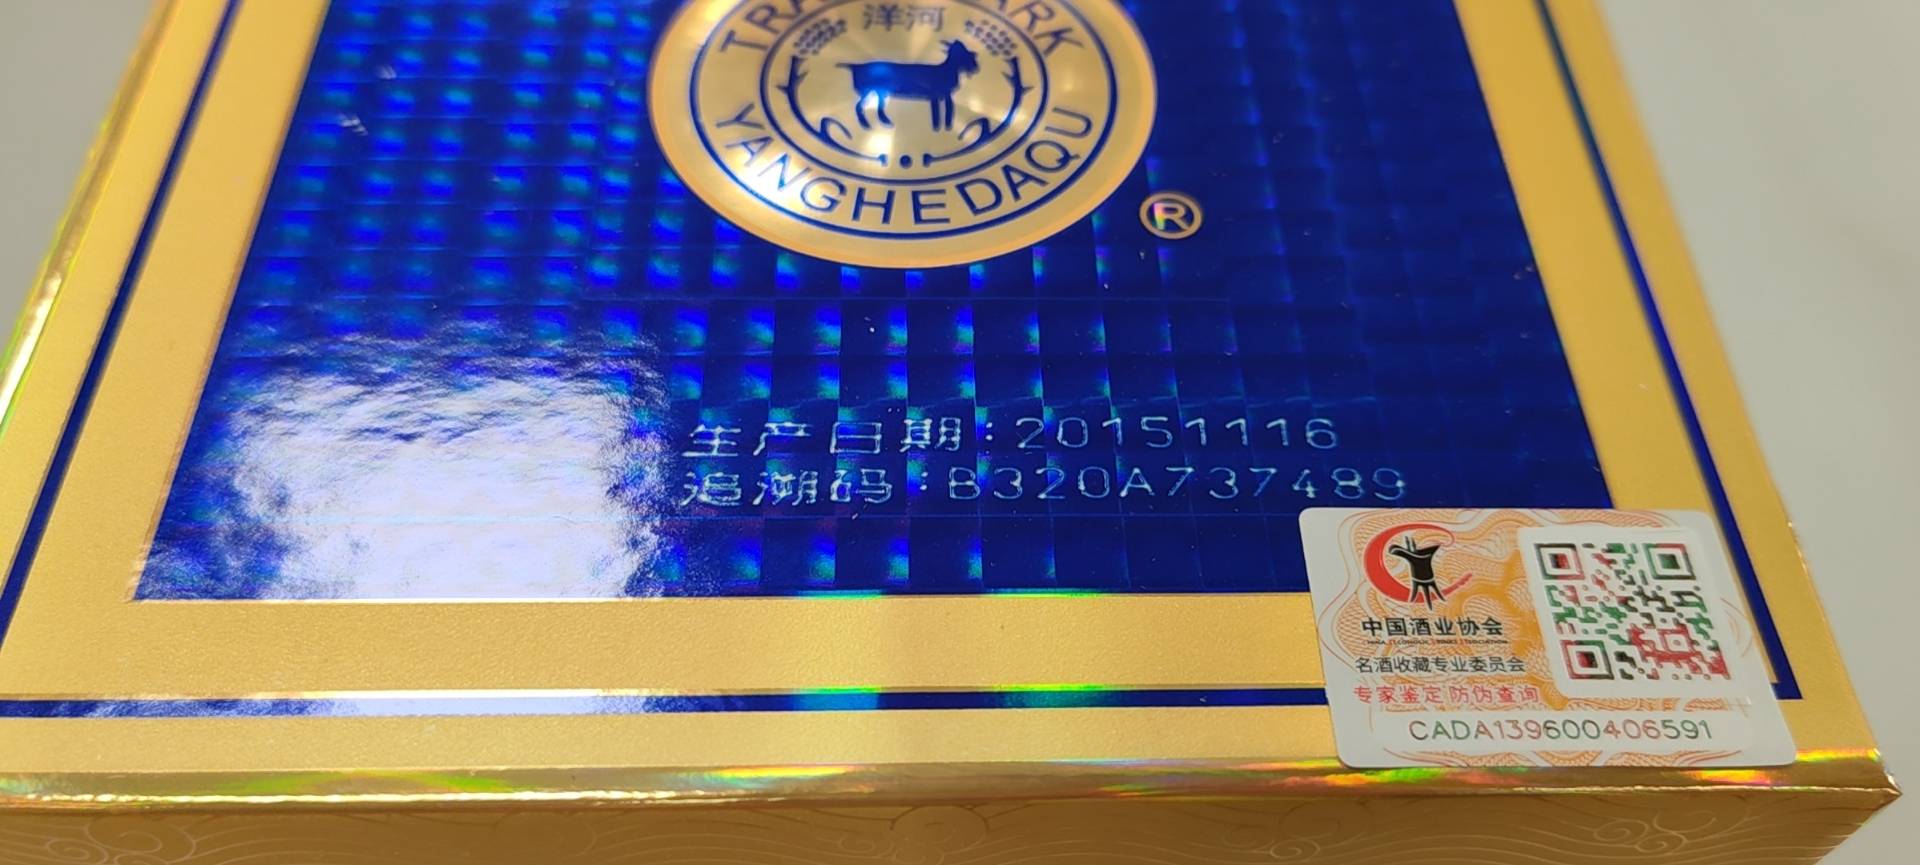 TRADEMARK
洋河
YANGHEDAQU
®
生产日期:20151116
追溯码:B320A737489
中国酒业协会
名酒收藏专业委员会
专家鉴定 防伪查询
CADA139600406591